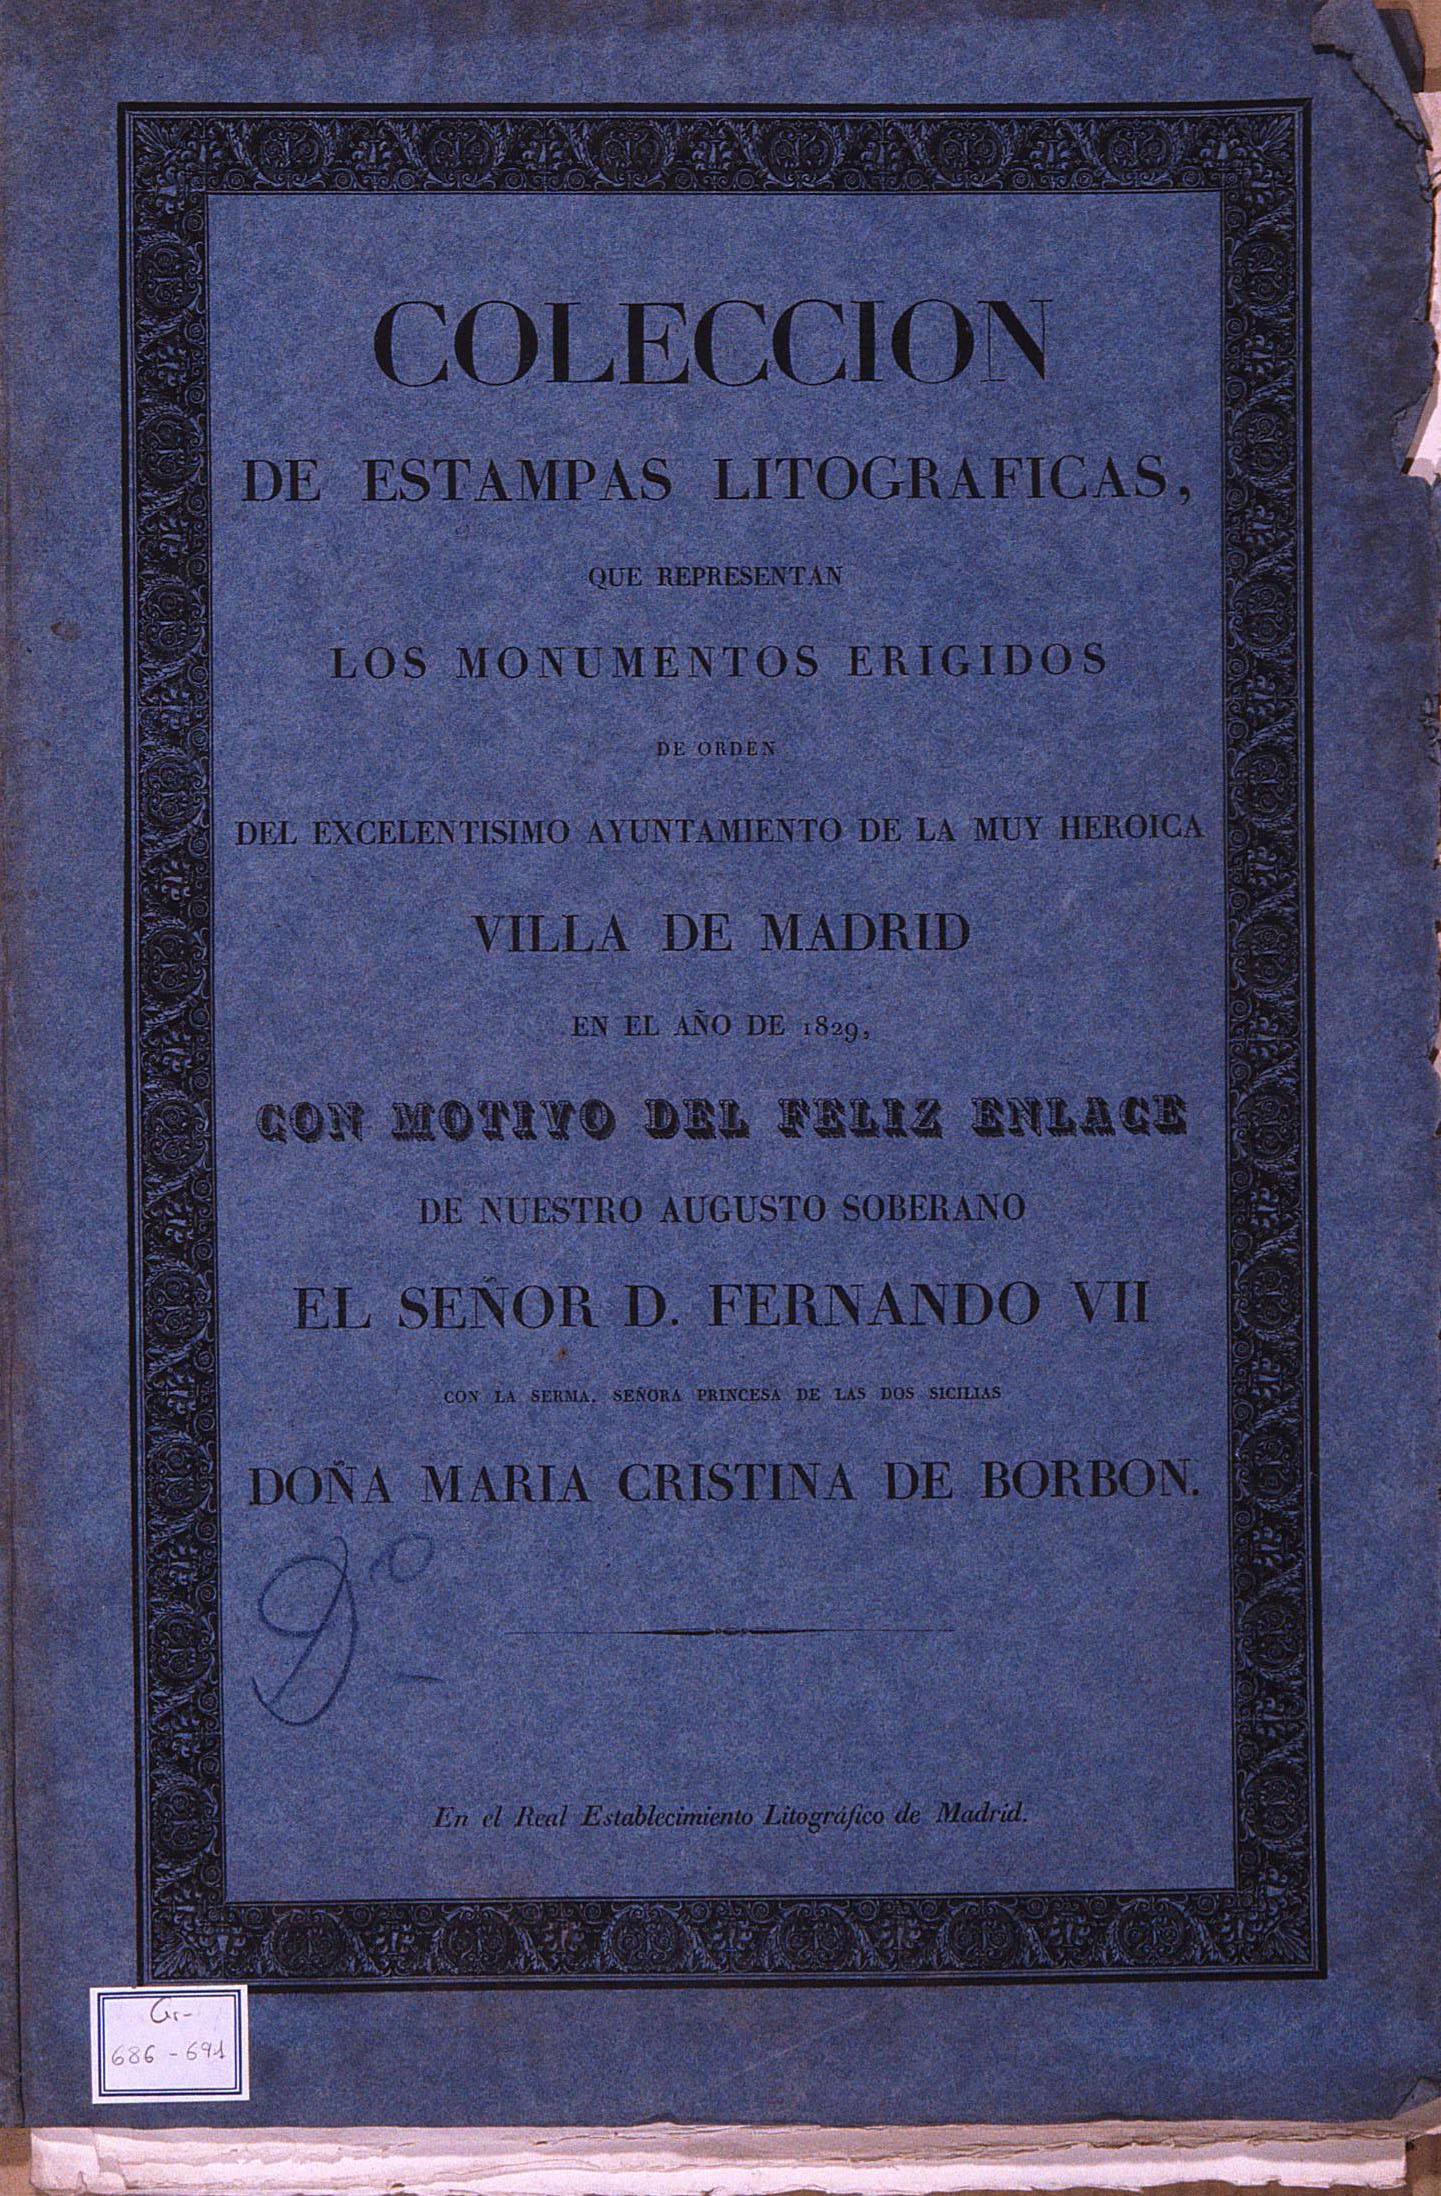 COLECCION
DE ESTAMPAS LITOGRAFICAS,
QUE REPRESENTAN
LOS MONUMENTOS ERIGIDOS
DE ORDEN
DEL EXCELENTISIMO AYUNTAMIENTO DE LA MUY HEROICA
VILLA DE MADRID
EN EL AÑO DE 1829,
CON MOTIVO DEL FELIZ ENLACE
DE NUESTRO AUGUSTO SOBERANO
EL SEÑOR D. FERNANDO VII
CON LA SERMA. SEÑORA PRINCESA DE LAS DOS SICILIAS
DOÑA MARIA CRISTINA DE BORBON.
En el Real Establecimiento Litográfico de Madrid.
Gr-
686-691